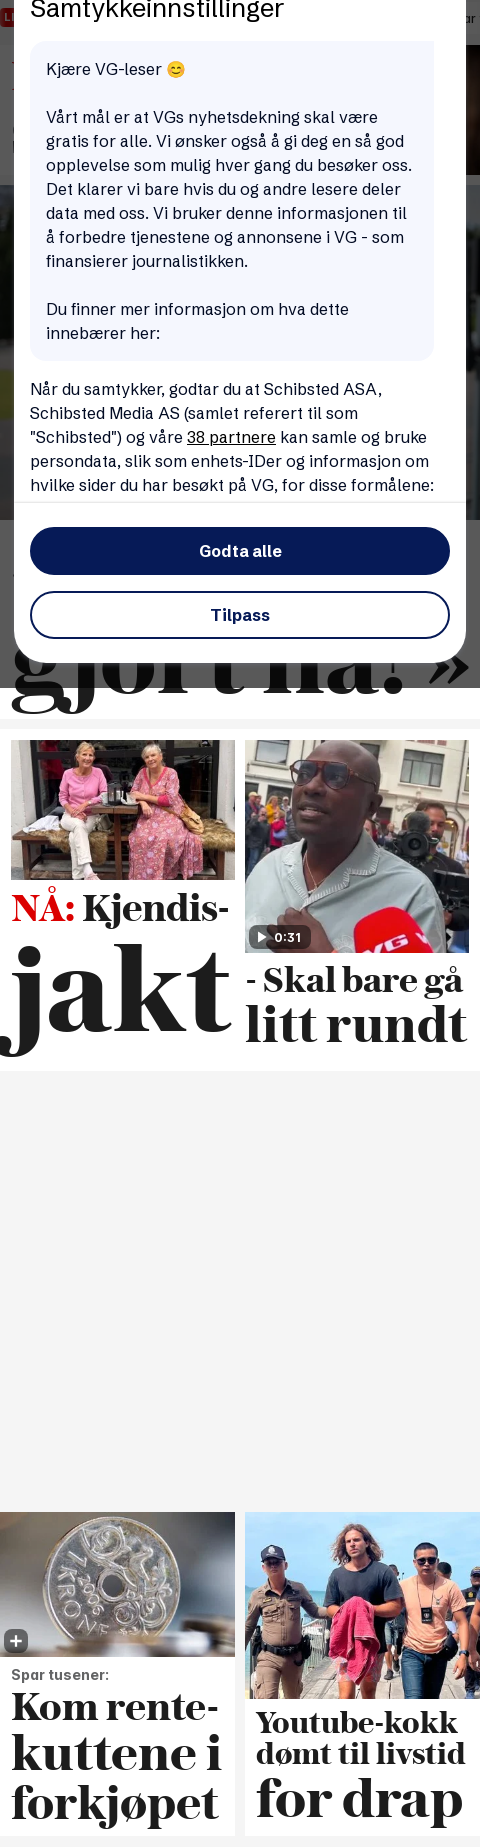 Samtykkeinnstillinger
Kjære VG-leser 😊
Vårt mål er at VGs nyhetsdekning skal være
gratis for alle. Vi ønsker også å gi deg en så god
opplevelse som mulig hver gang du besøker oss.
Det klarer vi bare hvis du og andre lesere deler
data med oss. Vi bruker denne informasjonen til
å forbedre tjenestene og annonsene i VG - som
finansierer journalistikken.
Du finner mer informasjon om hva dette
innebærer her:
Når du samtykker, godtar du at Schibsted ASA,
Schibsted Media AS (samlet referert til som
"Schibsted") og våre 38 partnere kan samle og bruke
persondata, slik som enhets-IDer og informasjon om
hvilke sider du har besøkt på VG, for disse formålene:
Godta alle
Tilpass
gjort nå! »
NÅ: Kjendis-
jakt
VG VG
0:31
- Skal bare gå
litt rundt
1 KRONE
Spar tusener:
Kom rente-
kuttene i
forkjøpet
Youtube-kokk
dømt til livstid
for drap